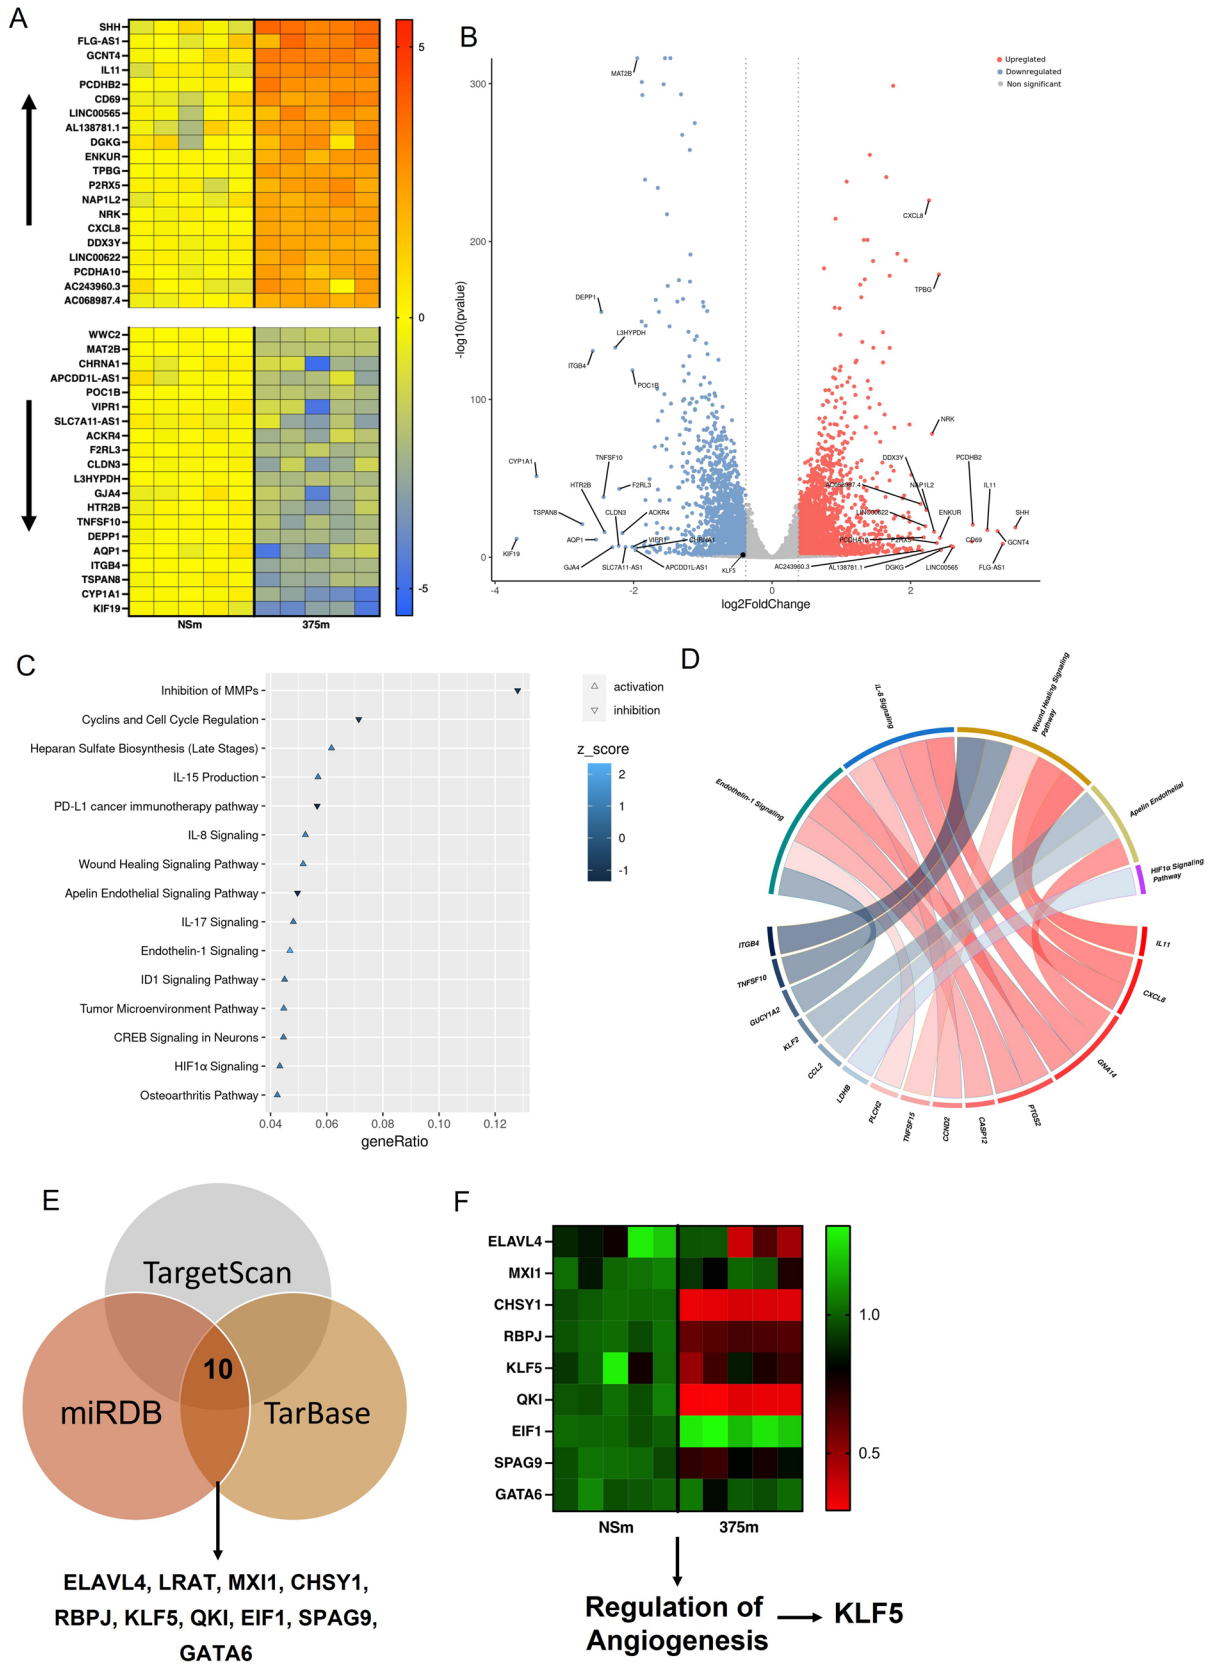 A
SHH
FLG-AS1
GCNT4
IL11
PCDHB2
CD69
LINC00565
AL138781.1
DGKG
ENKUR
TPBG
P2RX5
NAP1L2
NRK
CXCL8
DDX3Y
LINC00622
PCDHA10
AC243960.3
AC068987.4
WWC2
MAT2B
CHRNA1
APCDD1L-AS1
POC1B
VIPR1
SLC7A11-AS1
ACKR4
F2RL3
CLDN3
L3HYPDH
GJA4
HTR2B
TNFSF10
DEPP1
AQP1
ITGB4
TSPAN8
CYP1A1
KIF19
NSm 375m
5
0
-5
B
Upreglated
Downregulated
Non significant
300
200
100
0
-log10(pvalue)
-4 -2 0 2
log2FoldChange
MAT2B
CXCL8
TPBG
DEPP1
L3HYPDH
ITGB4
POC1B
NRK
CYP1A1
TNFSF10
DDX3Y
PCDHB2
HTR2B
F2RL3
AC068987.4
NAP1L2
IL11
TSPAN8
CLDN3
ACKR4
LINC00622
ENKUR
SHH
AQP1
VIPR1
CHRNA1
PCDHA10
P2RX5
CD69
GCNT4
KIF19
GJA4
SLC7A11-AS1
APCDD1L-AS1
KLF5
AC243960.3
AL138781.1
DGKG
LINC00565
FLG-AS1
C
Inhibition of MMPs
Cyclins and Cell Cycle Regulation
Heparan Sulfate Biosynthesis (Late Stages)
IL-15 Production
PD-L1 cancer immunotherapy pathway
IL-8 Signaling
Wound Healing Signaling Pathway
Apelin Endothelial Signaling Pathway
IL-17 Signaling
Endothelin-1 Signaling
ID1 Signaling Pathway
Tumor Microenvironment Pathway
CREB Signaling in Neurons
HIF1α Signaling
Osteoarthritis Pathway
0.04 0.06 0.08 0.10 0.12
geneRatio
activation
inhibition
z_score
2
1
0
-1
D
Endothelin-1 Signaling
IL-8 Signaling
Wound Healing Signaling
Pathway
Apelin Endothelial
HIF1α Signaling
Pathway
ITGB4
TNFSF10
GUCY1A2
KLF2
CCL2
LDHB
PLCH2
TNFSF15
CCND2
CASP12
PTGS2
GNA14
CXCL8
IL11
E
TargetScan
10
miRDB
TarBase
ELAVL4, LRAT, MXI1, CHSY1,
RBPJ, KLF5, QKI, EIF1, SPAG9,
GATA6
F
ELAVL4
MXI1
CHSY1
RBPJ
KLF5
QKI
EIF1
SPAG9
GATA6
NSm 375m
1.0
0.5
Regulation of
Angiogenesis
KLF5